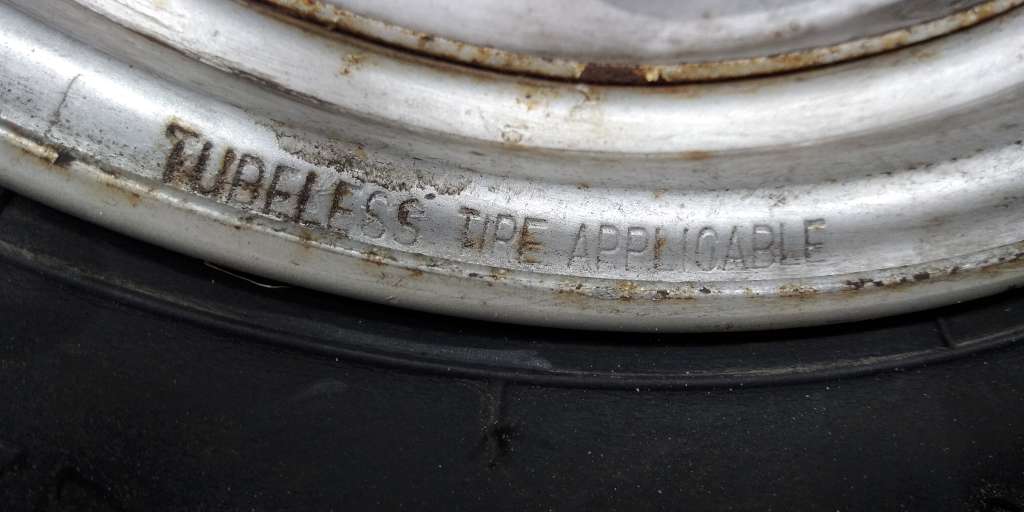 TUBELESS TIRE APPLICABLE